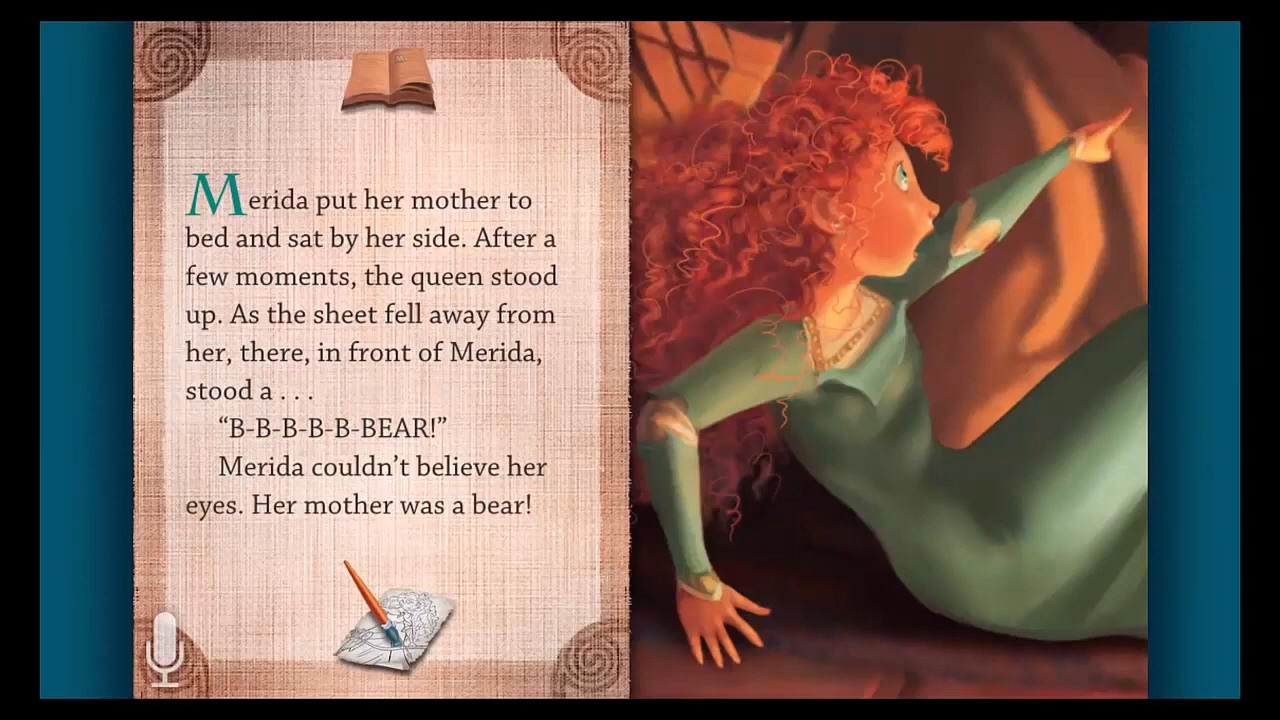 Merida put her mother to
bed and sat by her side. After a
few moments, the queen stood
up. As the sheet fell away from
her, there, in front of Merida,
stood a . . .
“B-B-B-B-B-BEAR!”
Merida couldn’t believe her
eyes. Her mother was a bear!